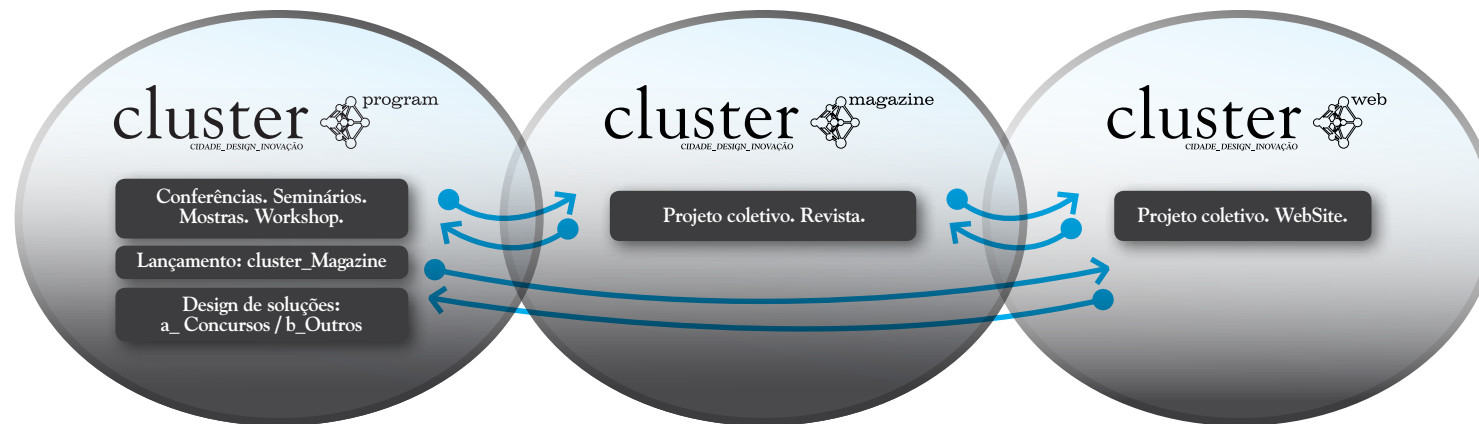 cluster program
CIDADE_DESIGN_INOVAÇÃO
Conferências. Seminários.
Mostras. Workshop.
Lançamento: cluster_Magazine
Design de soluções:
a_ Concursos / b_Outros
cluster magazine
CIDADE_DESIGN_INOVAÇÃO
Projeto coletivo. Revista.
cluster web
CIDADE_DESIGN_INOVAÇÃO
Projeto coletivo. WebSite.